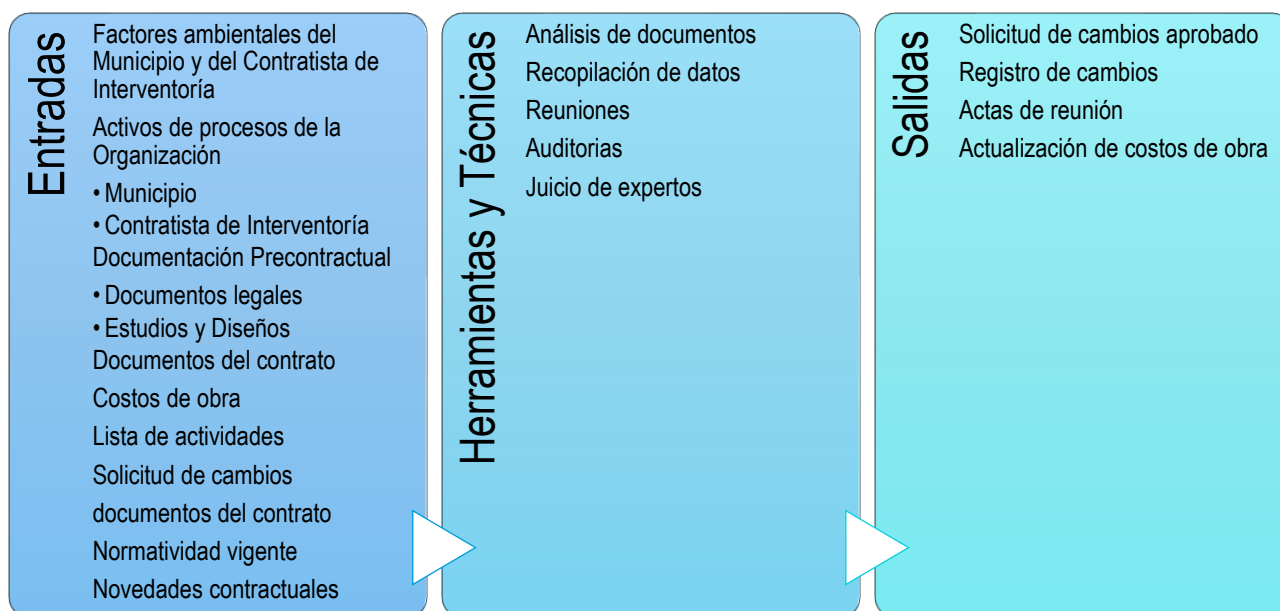 Entradas
Factores ambientales del
Municipio y del Contratista de
Interventoría
Activos de procesos de la
Organización
• Municipio
• Contratista de Interventoría
Documentación Precontractual
• Documentos legales
• Estudios y Diseños
Documentos del contrato
Costos de obra
Lista de actividades
Solicitud de cambios
documentos del contrato
Normatividad vigente
Novedades contractuales
Herramientas y Técnicas
Análisis de documentos
Recopilación de datos
Reuniones
Auditorias
Juicio de expertos
Salidas
Solicitud de cambios aprobado
Registro de cambios
Actas de reunión
Actualización de costos de obra